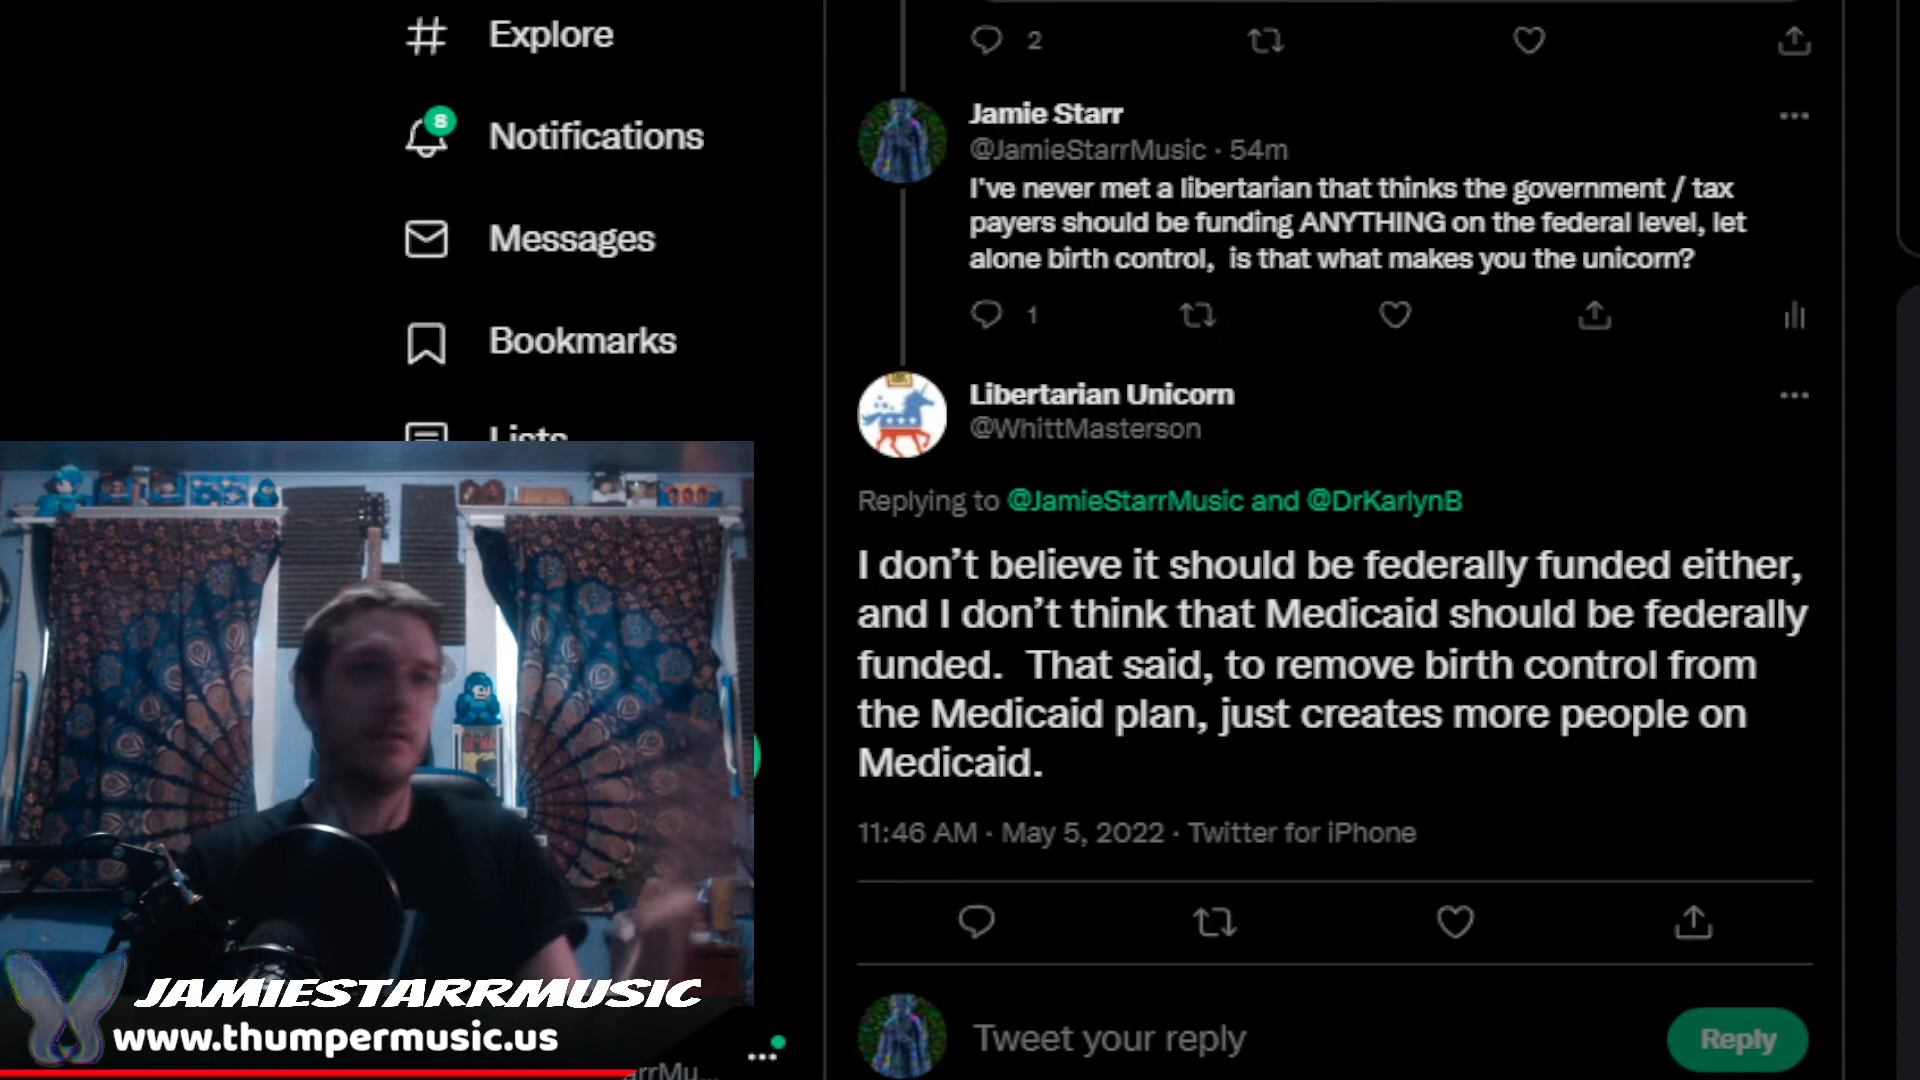 Explore
8
Notifications
Messages
Bookmarks
Lists
2
Jamie Starr
@JamieStarrMusic · 54m
I've never met a libertarian that thinks the government / tax
payers should be funding ANYTHING on the federal level, let
alone birth control,  is that what makes you the unicorn?
1
Libertarian Unicorn
@WhittMasterson
Replying to @JamieStarrMusic and @DrKarlynB
I don't believe it should be federally funded either,
and I don't think that Medicaid should be federally
funded.  That said, to remove birth control from
the Medicaid plan, just creates more people on
Medicaid.
11:46 AM · May 5, 2022 · Twitter for iPhone
Tweet your reply
Reply
JAMIESTARRMUSIC
www.thumpermusic.us